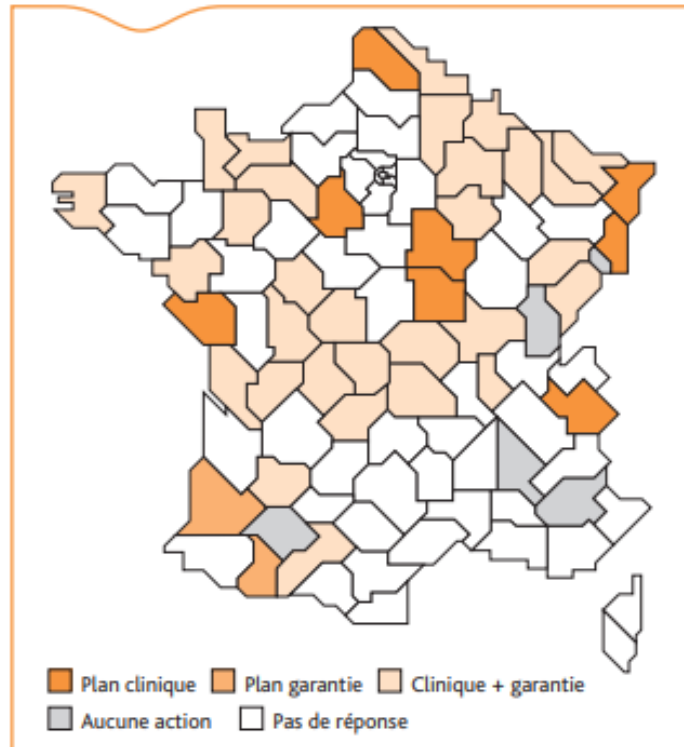 Plan clinique Plan garantie Clinique + garantie
Aucune action Pas de réponse